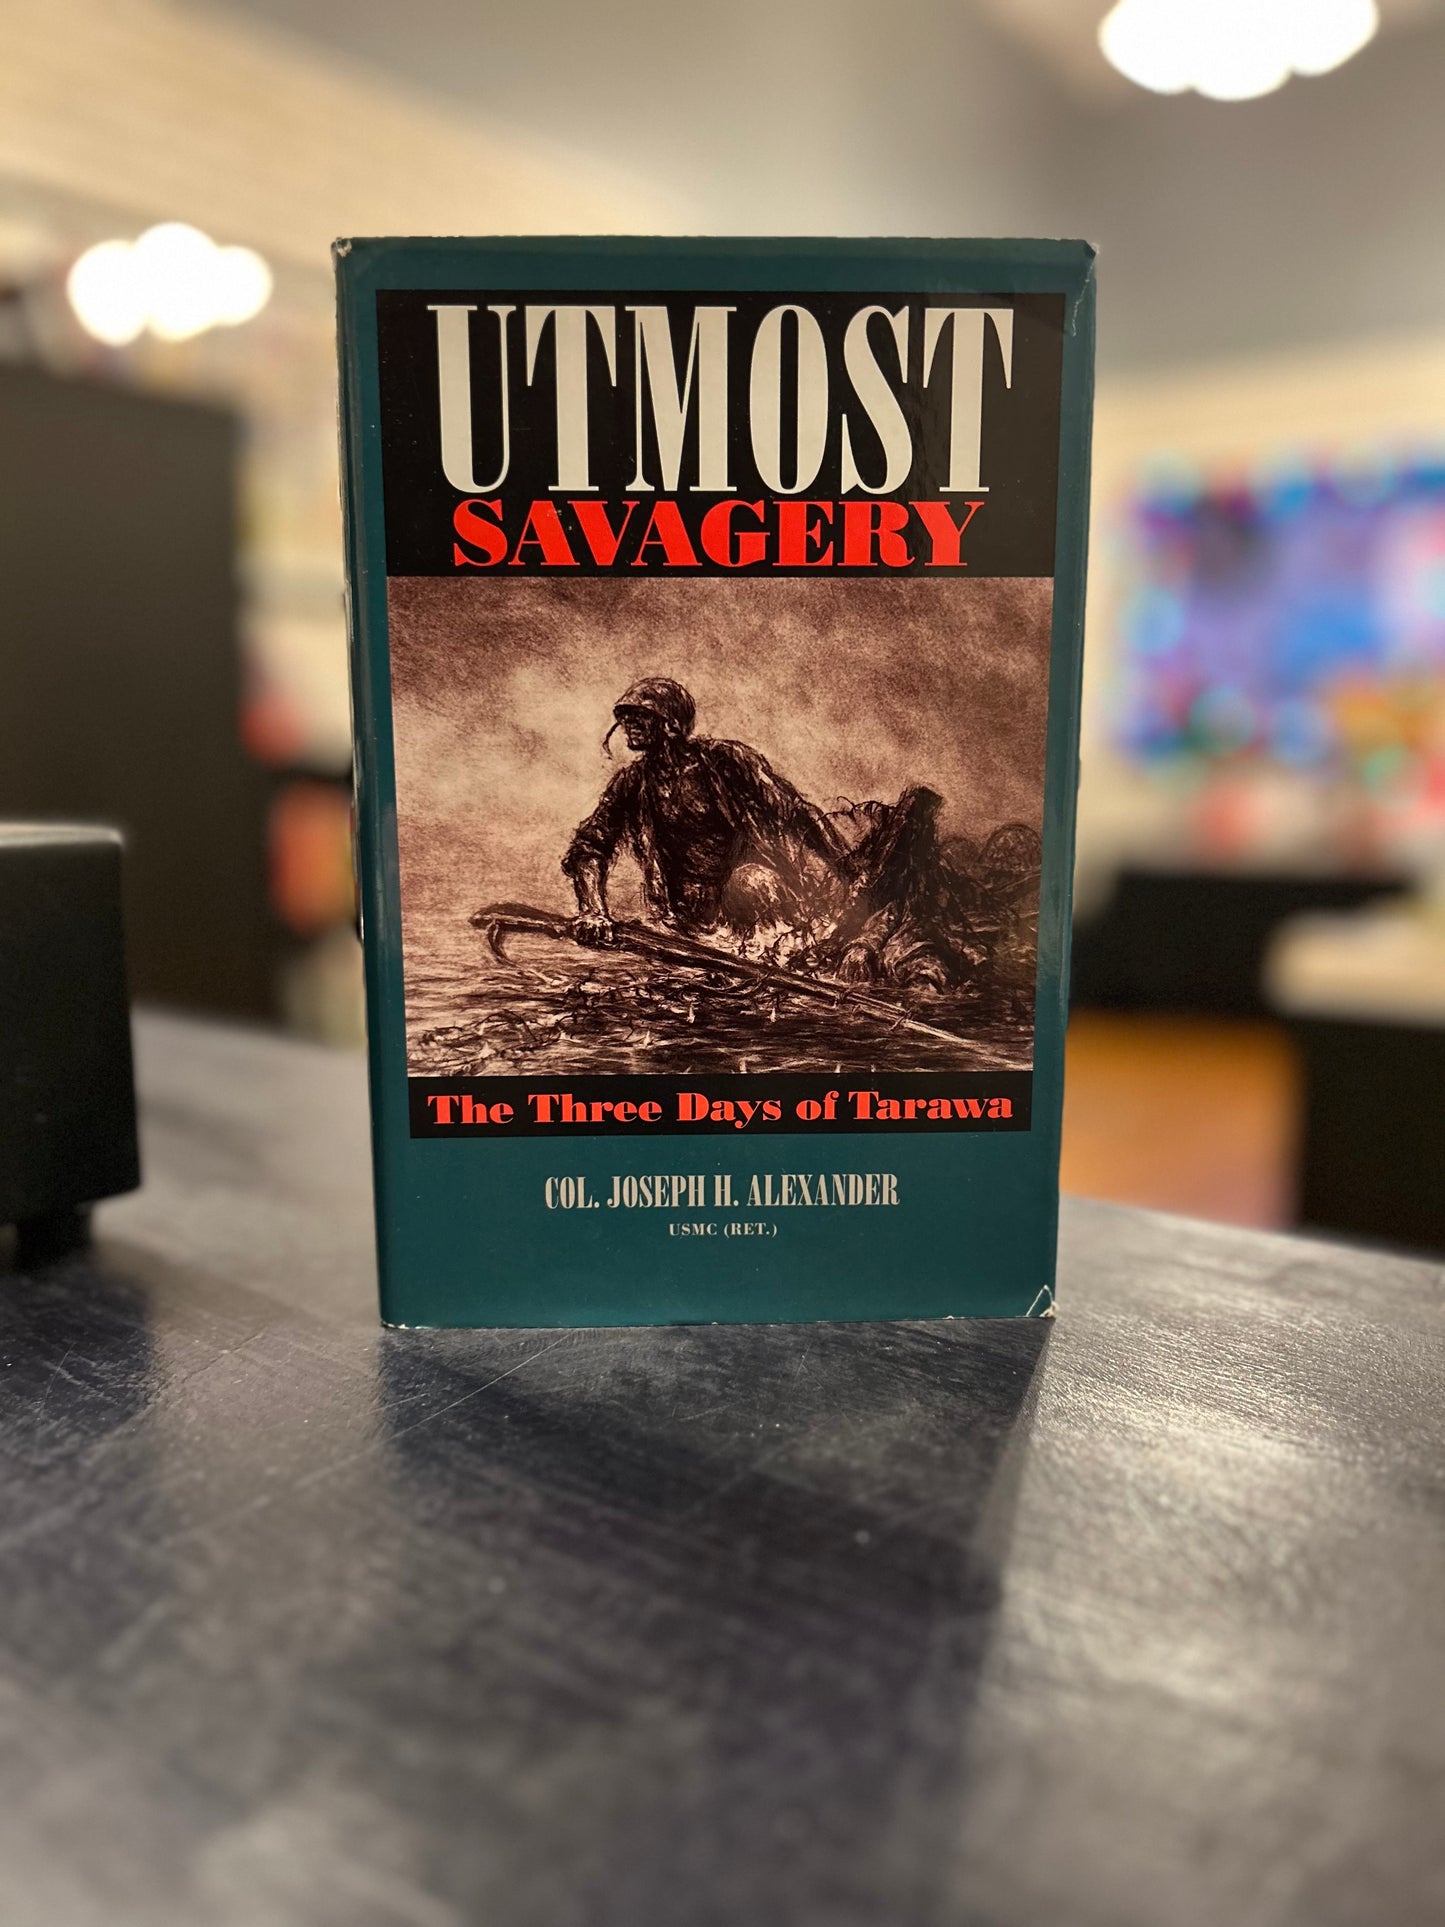 UTMOST
SAVAGERY
The Three Days of Tarawa
COL. JOSEPH H. ALEXANDER
USMC (RET.)